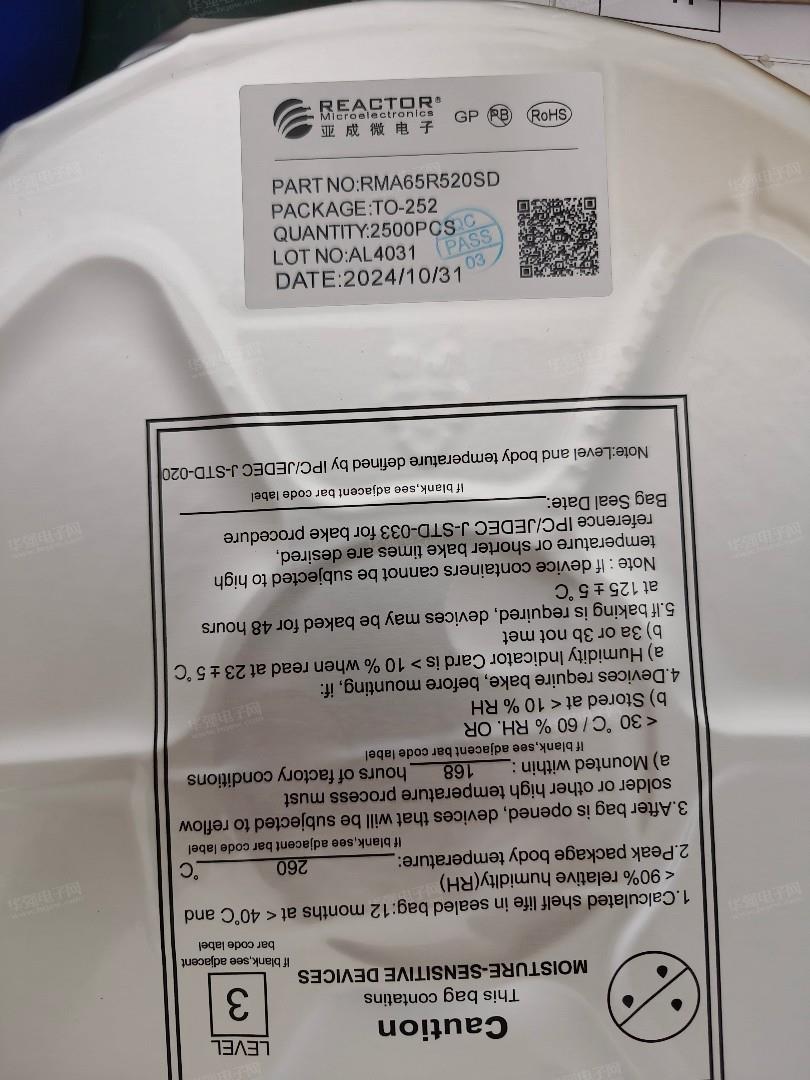 REACTOR®
Microelectronics
亚成微电子
GP PB RoHS
PART NO:RMA65R520SD
PACKAGE:TO-252
QUANTITY:2500PCS
LOT NO:AL4031
DATE:2024/10/31
QC
PASS
03
LEVEL
3
If blank,see adjacent
bar code label
Caution
This bag contatins
MOISTURE-SENSITIVE DEVICES
1.Calculated shelf life in sealed bag:12 months at < 40°C and
< 90% relative humidity(RH)
2.Peak package body temperature: 260 °C
If blank,see adjacent bar code label
3.After bag is opened, devices that will be subjected to reflow
solder or other high temperature process must
a) Mounted within : 168 hours of factory conditions
If blank,see adjacent bar code label
< 30 °C / 60 % RH. OR
b) Stored at < 10 % RH
4.Devices require bake, before mounting, if:
a) Humidity Indicator Card is > 10 % when read at 23 ± 5 °C
b) 3a or 3b not met
5.If baking is required, devices may be baked for 48 hours
at 125 ± 5 °C
Note : If device containers cannot be subjected to high
temperature or shorter bake times are desired,
reference IPC/JEDEC J-STD-033 for bake procedure
Bag Seal Date:
If blank,see adjacent bar code label
Note:Level and body temperature defined by IPC/JEDEC J-STD-020
华强电子网